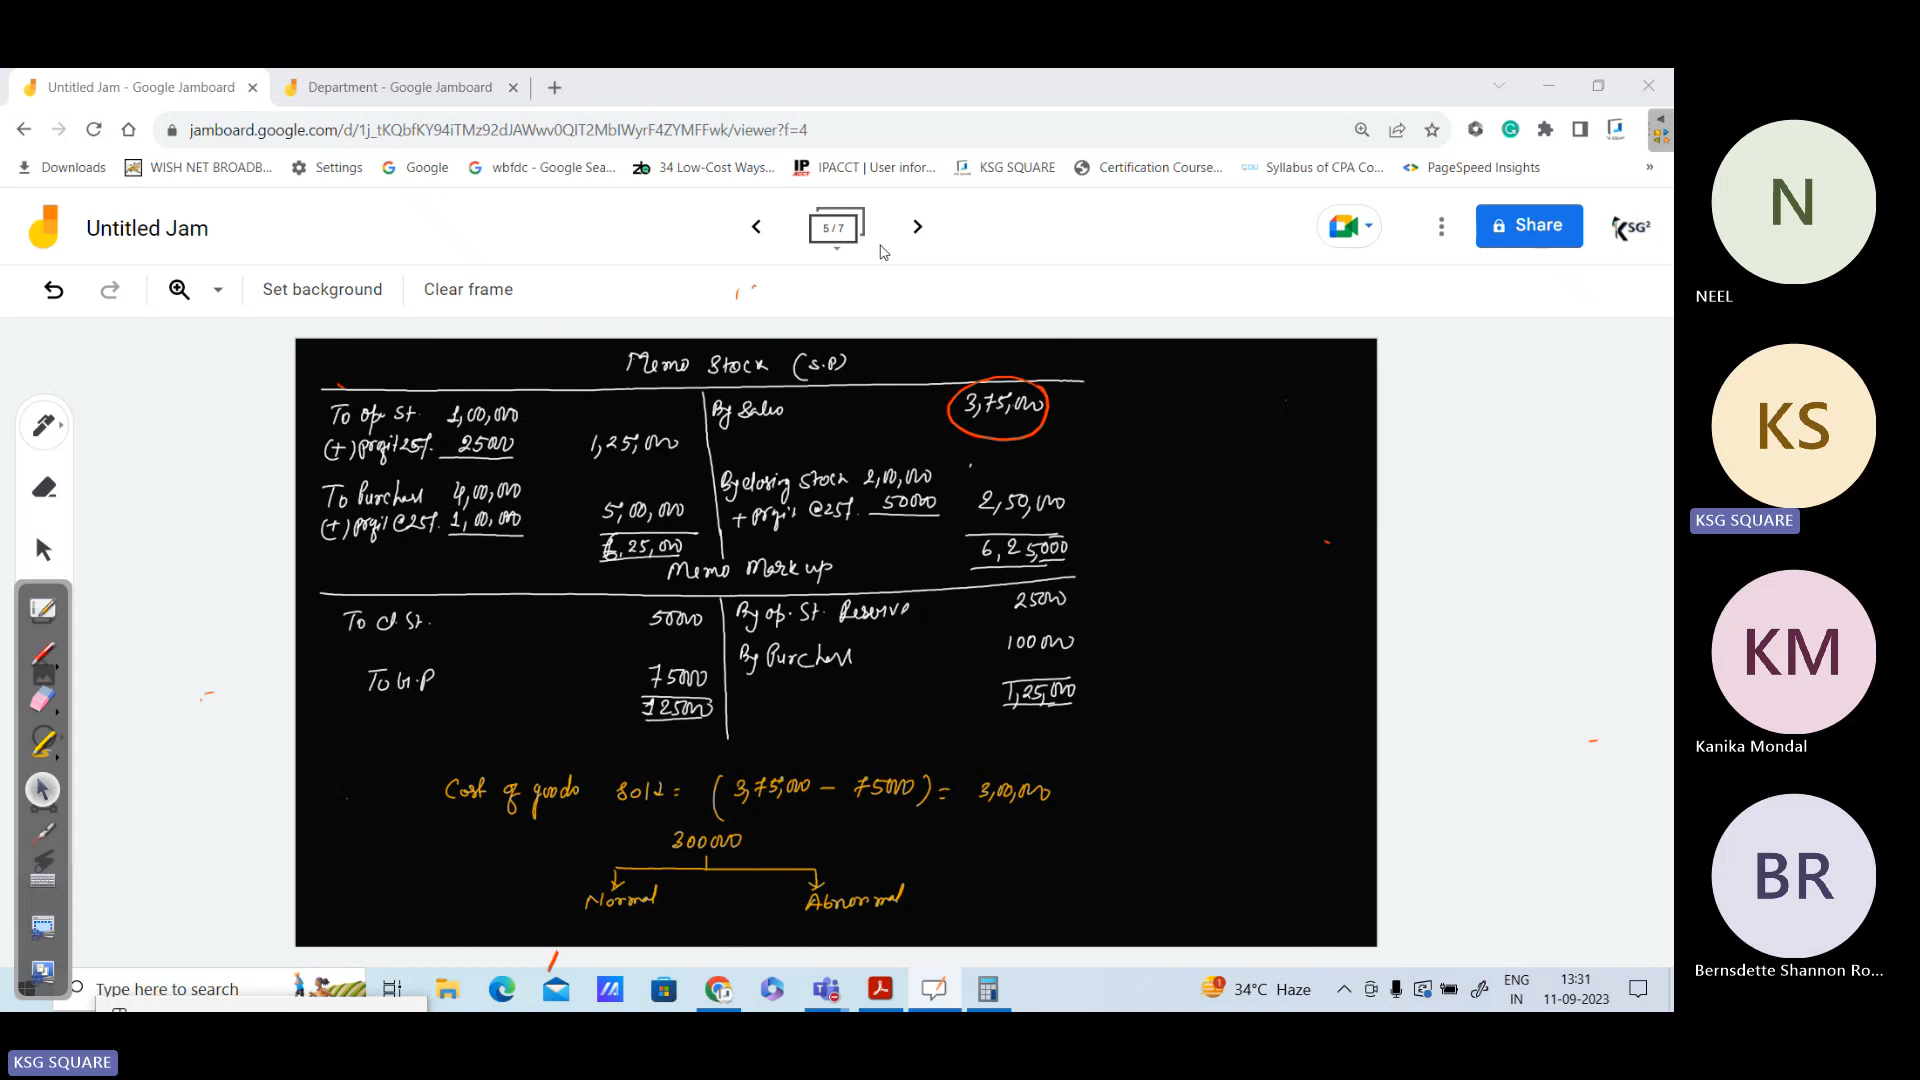 Untitled Jam - Google Jamboard
Department - Google Jamboard
jamboard.google.com/d/1j_tKQbfKY94iTMz92dJAWwv0QIT2MbIWyrF4ZYMFFwk/viewer?f=4
Downloads WISH NET BROADB... Settings Google wbfdc - Google Sea... 34 Low-Cost Ways... IPACCT | User infor... KSG SQUARE Certification Course... Syllabus of CPA Co... PageSpeed Insights »
Untitled Jam
5 / 7
Share
KSG²
Set background
Clear frame
Memo Stock (S.P)
To op. St. 1,00,000
(+) profit 25%. 25000 1,25,000
To Purchase 4,00,000
(+) profit @25%. 1,00,000 5,00,000
6,25,000
By Sales 3,75,000
By closing Stock 2,00,000
+ profit @25%. 50000 2,50,000
6,25,000
Memo Mark up
To cl. St. 50000
To G.P 75000
125000
By op. St. Reserve 25000
By Purchase 100000
1,25,000
Cost of goods sold = (3,75,000 - 75000) = 3,00,000
300000
Normal Abnormal
Type here to search
34°C Haze
ENG
IN
13:31
11-09-2023
N
NEEL
KS
KSG SQUARE
KM
Kanika Mondal
BR
Bernsdette Shannon Ro...
KSG SQUARE